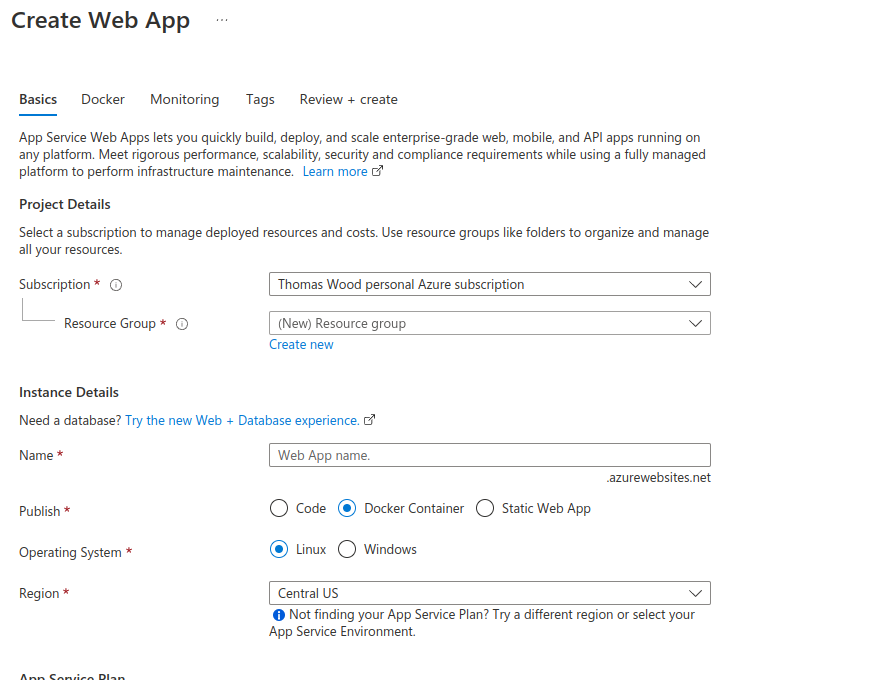 Create Web App ...
Basics Docker Monitoring Tags Review + create
App Service Web Apps lets you quickly build, deploy, and scale enterprise-grade web, mobile, and API apps running on
any platform. Meet rigorous performance, scalability, security and compliance requirements while using a fully managed
platform to perform infrastructure maintenance. Learn more
Project Details
Select a subscription to manage deployed resources and costs. Use resource groups like folders to organize and manage
all your resources.
Subscription * Thomas Wood personal Azure subscription
Resource Group * (New) Resource group
Create new
Instance Details
Need a database? Try the new Web + Database experience.
Name * Web App name.
.azurewebsites.net
Publish * Code Docker Container Static Web App
Operating System * Linux Windows
Region * Central US
Not finding your App Service Plan? Try a different region or select your
App Service Environment.
App Service Plan